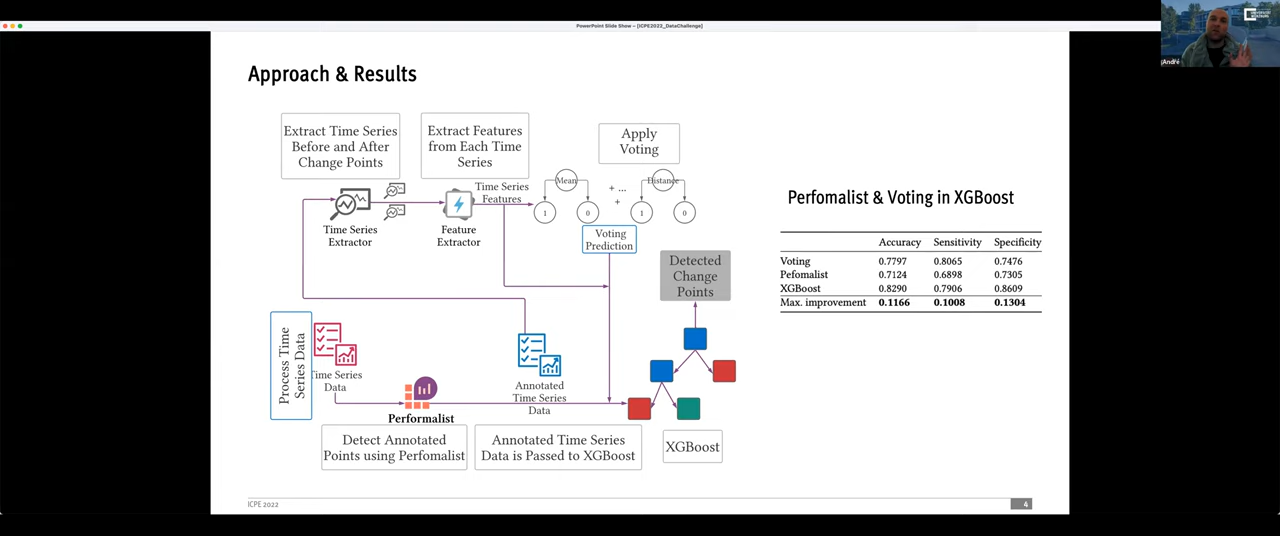 PowerPoint Slide Show - [ICPE2022_DataChallenge]
UNIVERSITÄT
WÜRZBURG
André
Approach & Results
Extract Time Series
Before and After
Change Points
Extract Features
from Each Time
Series
Apply
Voting
Time Series
Features
Mean
+ ...
+
Distance
1
0
1
0
Time Series
Extractor
Feature
Extractor
Voting
Prediction
Detected
Change
Points
Process Time
Series Data
Time Series
Data
Performalist
Annotated
Time Series
Data
Detect Annotated
Points using Perfomalist
Annotated Time Series
Data is Passed to XGBoost
XGBoost
Perfomalist & Voting in XGBoost
Accuracy Sensitivity Specificity
Voting 0.7797 0.8065 0.7476
Pefomalist 0.7124 0.6898 0.7305
XGBoost 0.8290 0.7906 0.8609
Max. improvement 0.1166 0.1008 0.1304
ICPE 2022
4